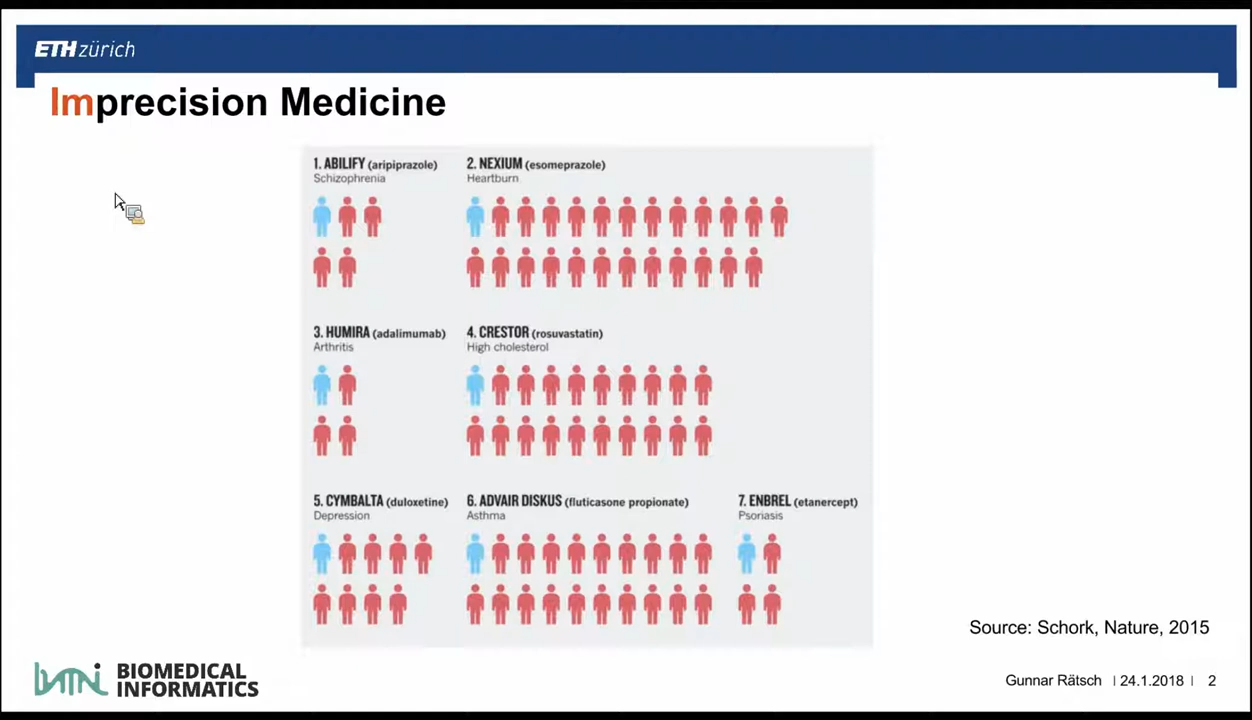 ETH zürich
Imprecision Medicine
1. ABILIFY (aripiprazole)
Schizophrenia
2. NEXIUM (esomeprazole)
Heartburn
3. HUMIRA (adalimumab)
Arthritis
4. CRESTOR (rosuvastatin)
High cholesterol
5. CYMBALTA (duloxetine)
Depression
6. ADVAIR DISKUS (fluticasone propionate)
Asthma
7. ENBREL (etanercept)
Psoriasis
Source: Schork, Nature, 2015
bmi BIOMEDICAL
INFORMATICS
Gunnar Rätsch | 24.1.2018 | 2